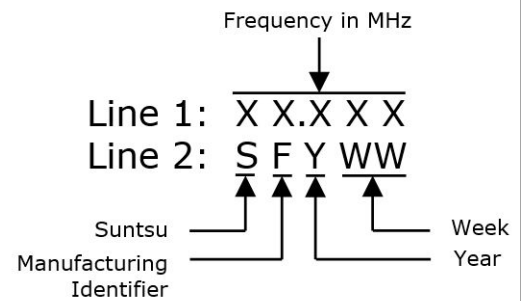 Frequency in MHz
Line 1: X X.X X X
Line 2: S F Y WW
Suntsu
Week
Manufacturing
Identifier
Year